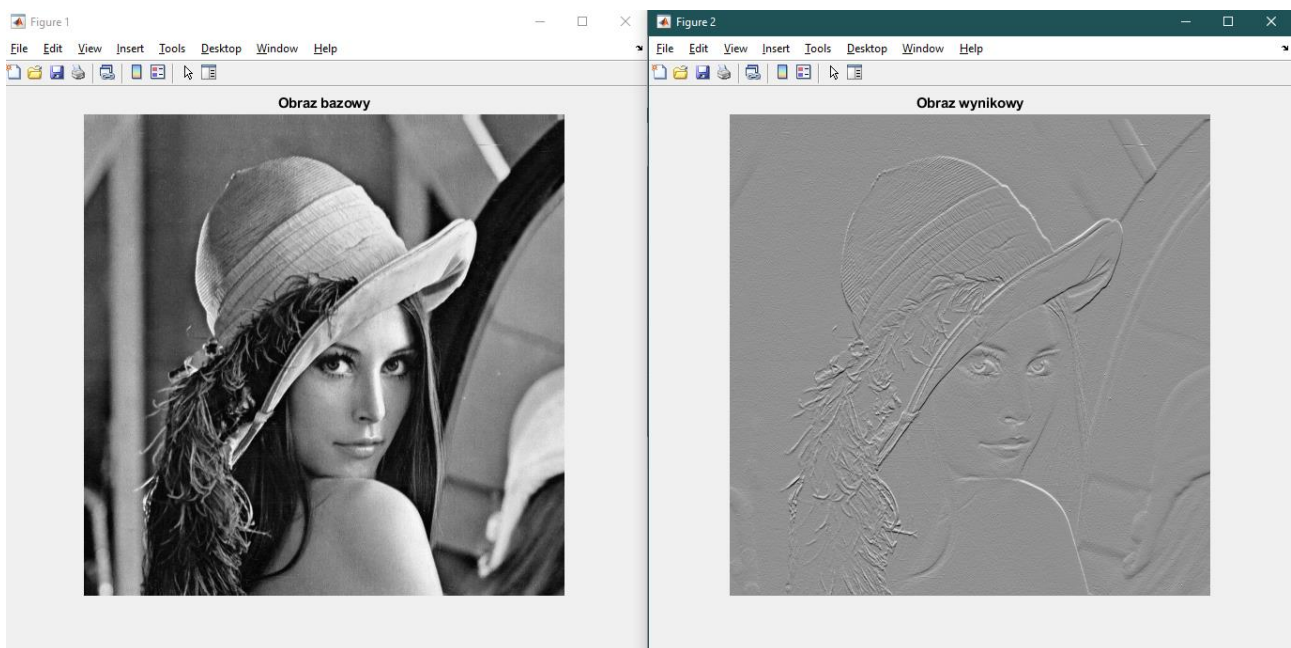 Figure 1
File Edit View Insert Tools Desktop Window Help
Obraz bazowy
Figure 2
File Edit View Insert Tools Desktop Window Help
Obraz wynikowy